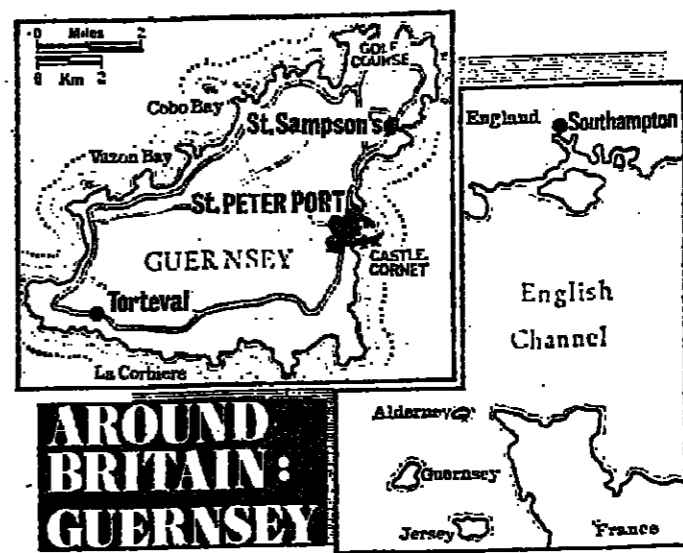 0 Miles 2
0 Km 2
GOLF
COURSE
Cobo Bay
St. Sampson's
Vazon Bay
St. PETER PORT
GUERNSEY
CASTLE
CORNET
Torteval
La Corbiere
England
Southampton
English
Channel
Alderney
Guernsey
Jersey
France
AROUND
BRITAIN:
GUERNSEY